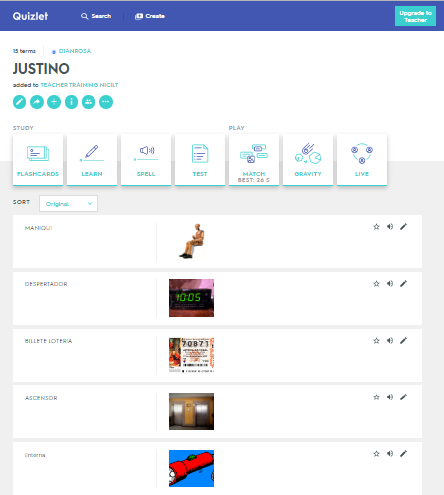 Quizlet
Search
Create
Upgrade to
Teacher
15 terms
DIANROSA
JUSTINO
added to TEACHER TRAINING MICILT
STUDY
PLAY
FLASHCARDS
LEARN
SPELL
TEST
MATCH
BEST: 26 S
GRAVITY
LIVE
SORT
Original
MANIQUI
DESPERTADOR
10:05
BILLETE LOTERIA
70871
ASCENSOR
linterna